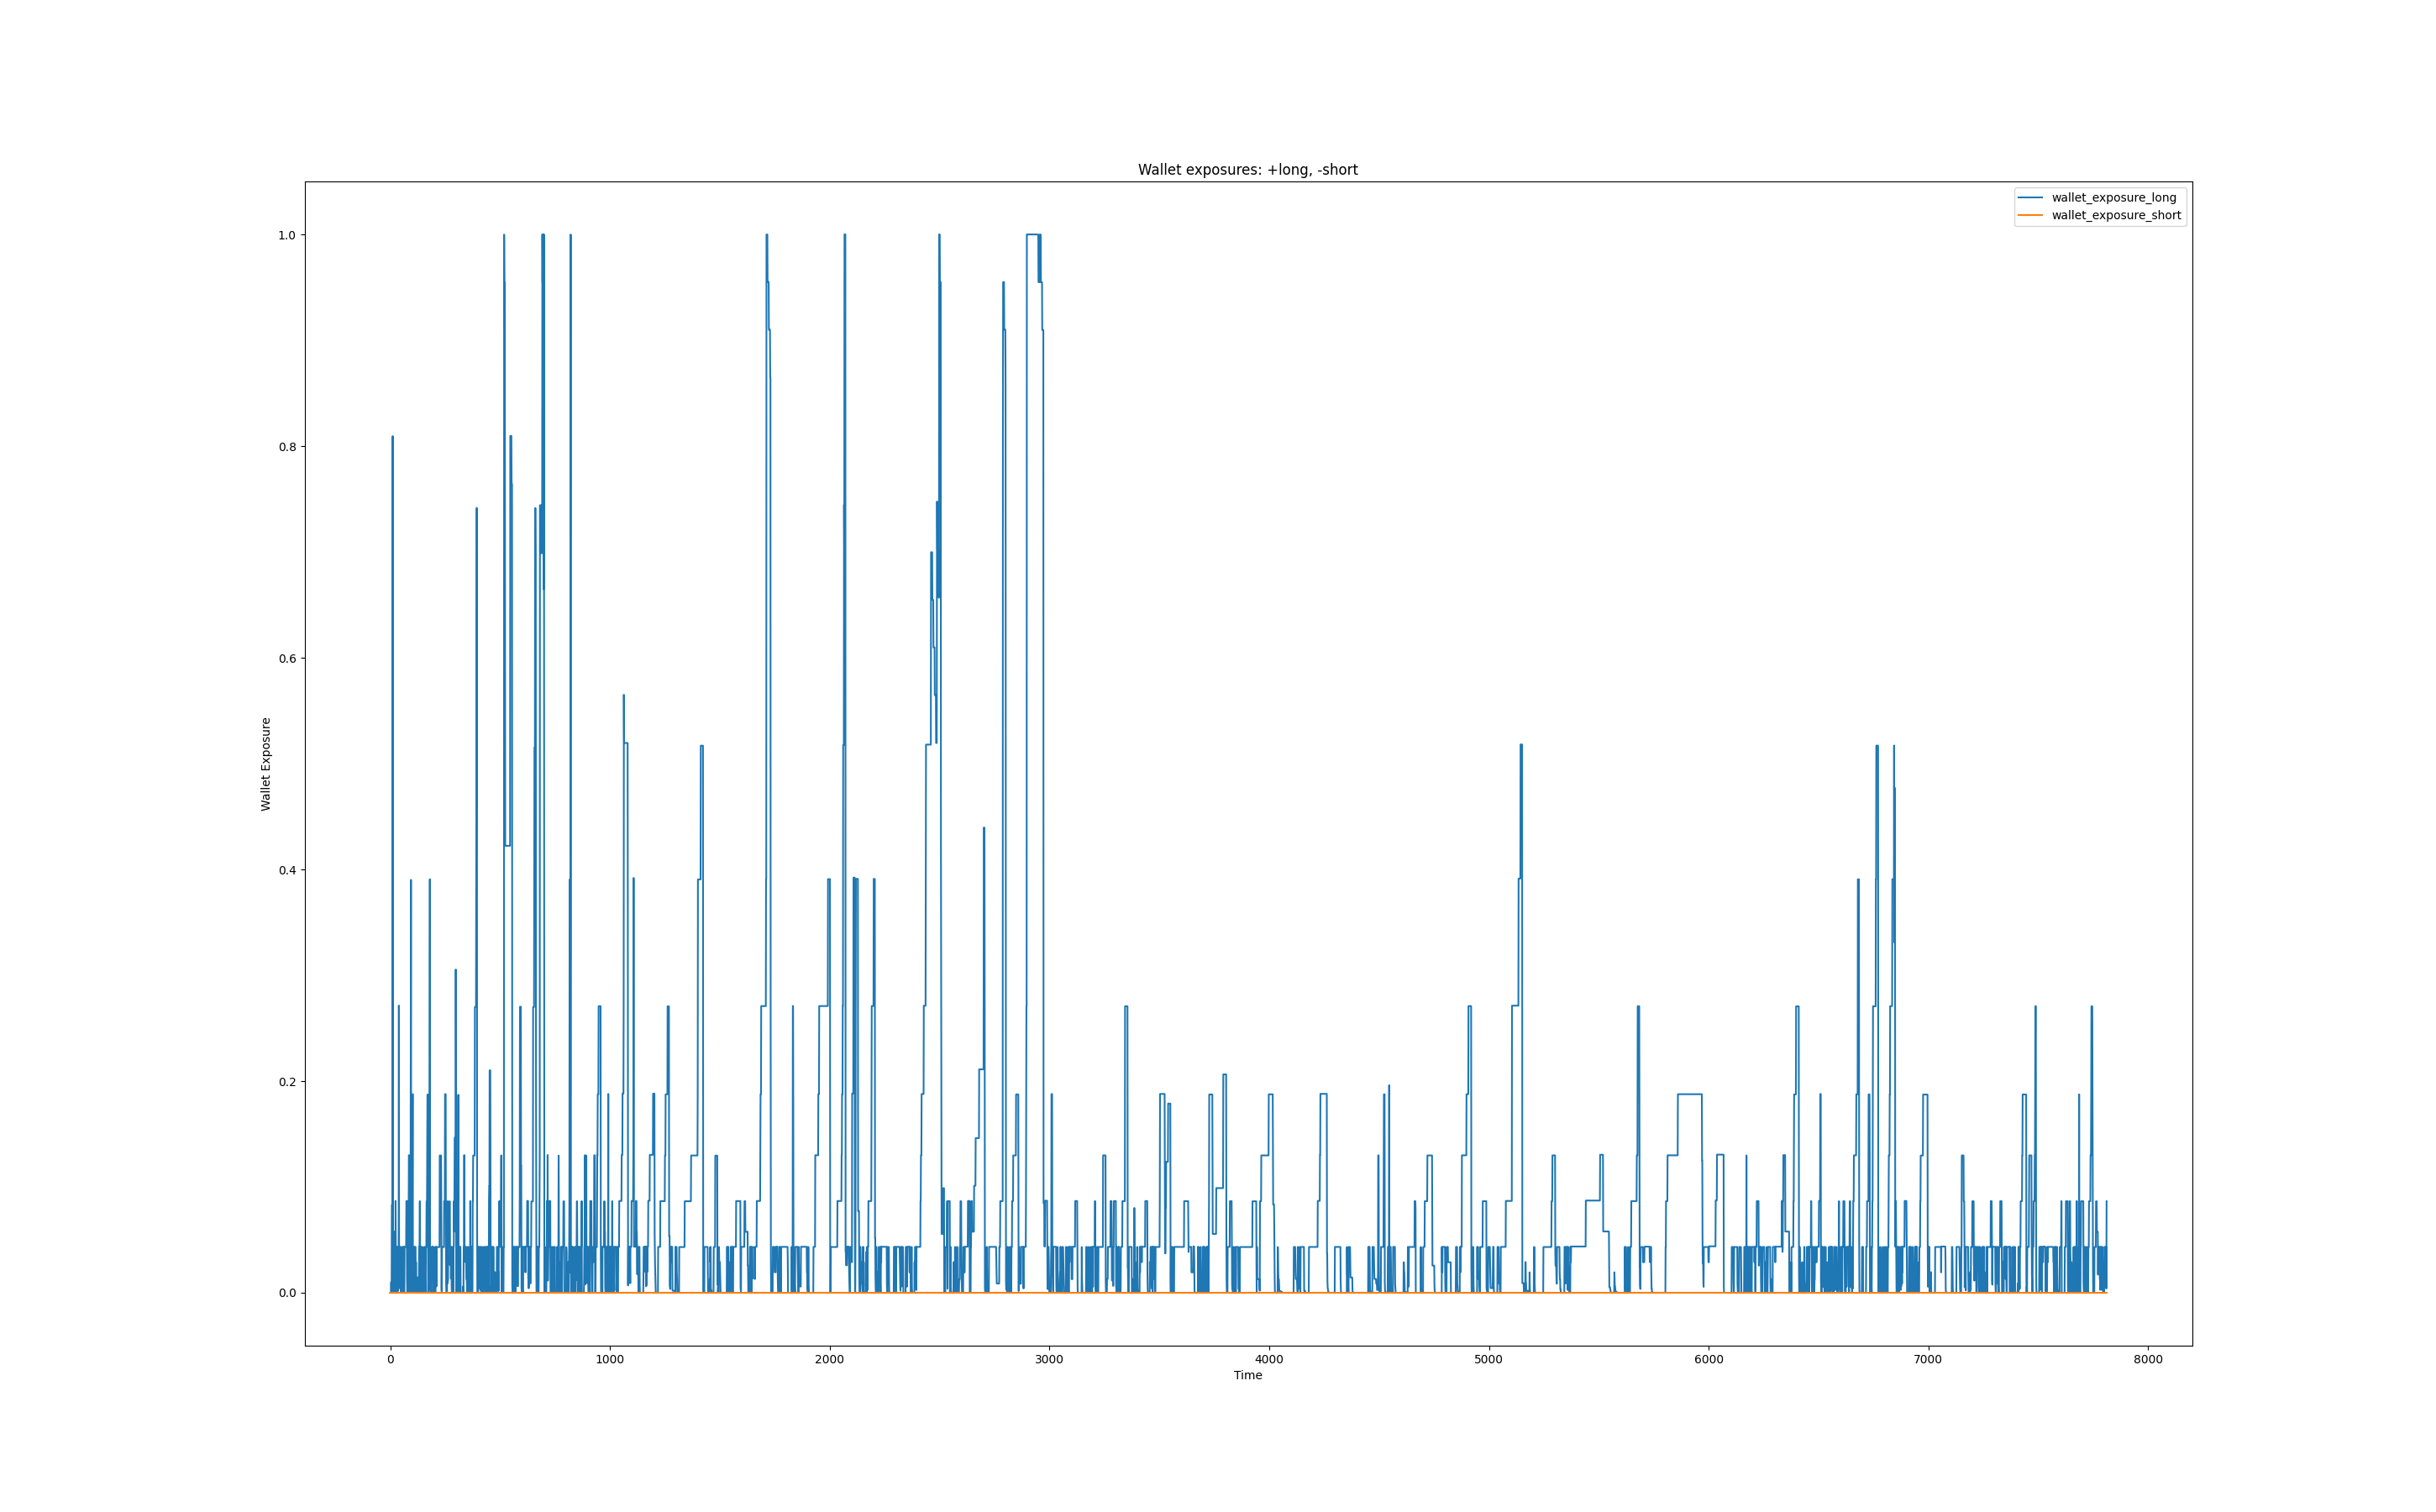 Wallet exposures: +long, -short
wallet_exposure_long
wallet_exposure_short
1.0
0.8
0.6
0.4
0.2
0.0
Wallet Exposure
0 1000 2000 3000 4000 5000 6000 7000 8000
Time